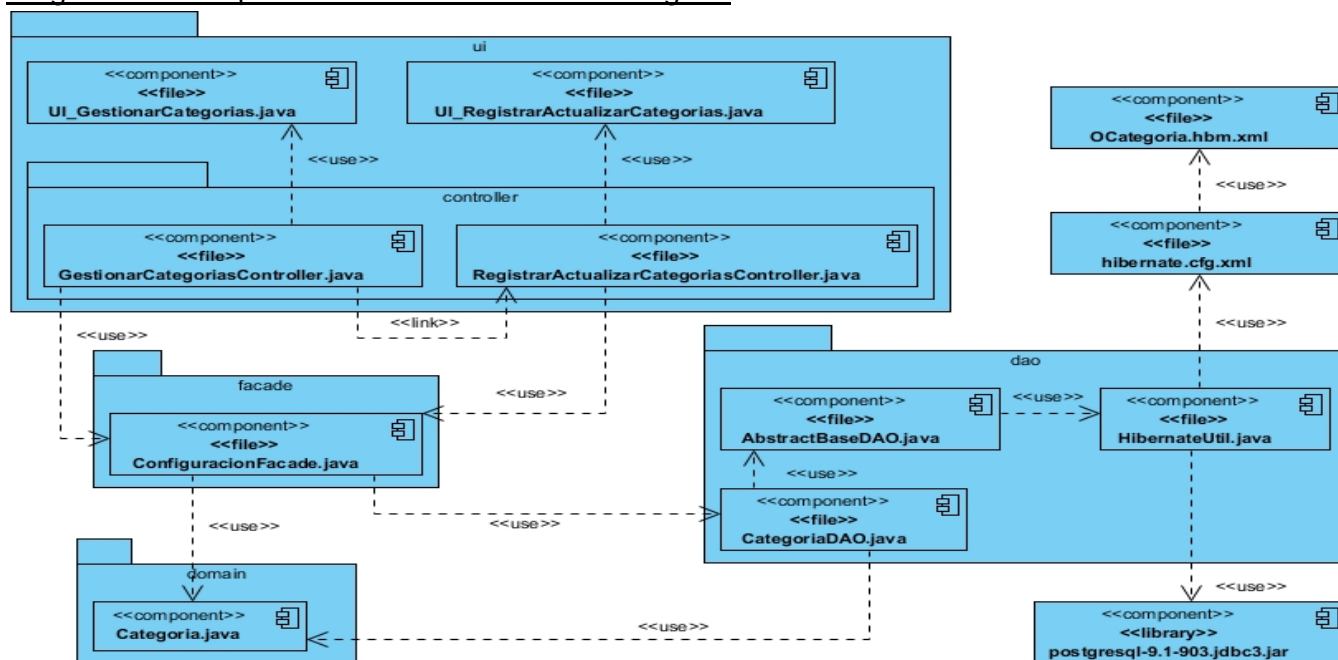 ui
<<component>>
<<file>>
UI_GestionarCategorias.java
<<component>>
<<file>>
UI_RegistrarActualizarCategorias.java
<<use>>
<<use>>
controller
<<component>>
<<file>>
GestionarCategoriasController.java
<<component>>
<<file>>
RegistrarActualizarCategoriasController.java
<<link>>
<<use>>
<<use>>
facade
<<component>>
<<file>>
ConfiguracionFacade.java
<<use>>
<<use>>
domain
<<component>>
Categoria.java
<<use>>
dao
<<component>>
<<file>>
AbstractBaseDAO.java
<<use>>
<<component>>
<<file>>
HibernateUtil.java
<<use>>
<<component>>
<<file>>
CategoriaDAO.java
<<component>>
<<file>>
OCategoria.hbm.xml
<<use>>
<<component>>
<<file>>
hibernate.cfg.xml
<<use>>
<<use>>
<<component>>
<<library>>
postgresql-9.1-903.jdbc3.jar